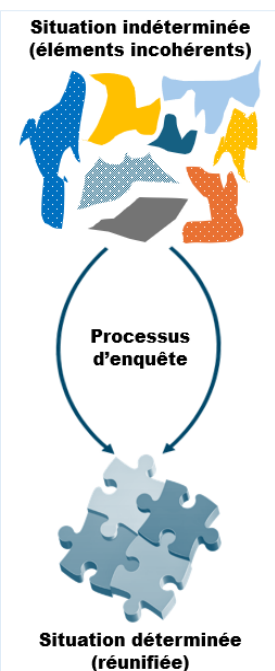 Situation indéterminée
(éléments incohérents)
Processus
d'enquête
Situation déterminée
(réunifiée)